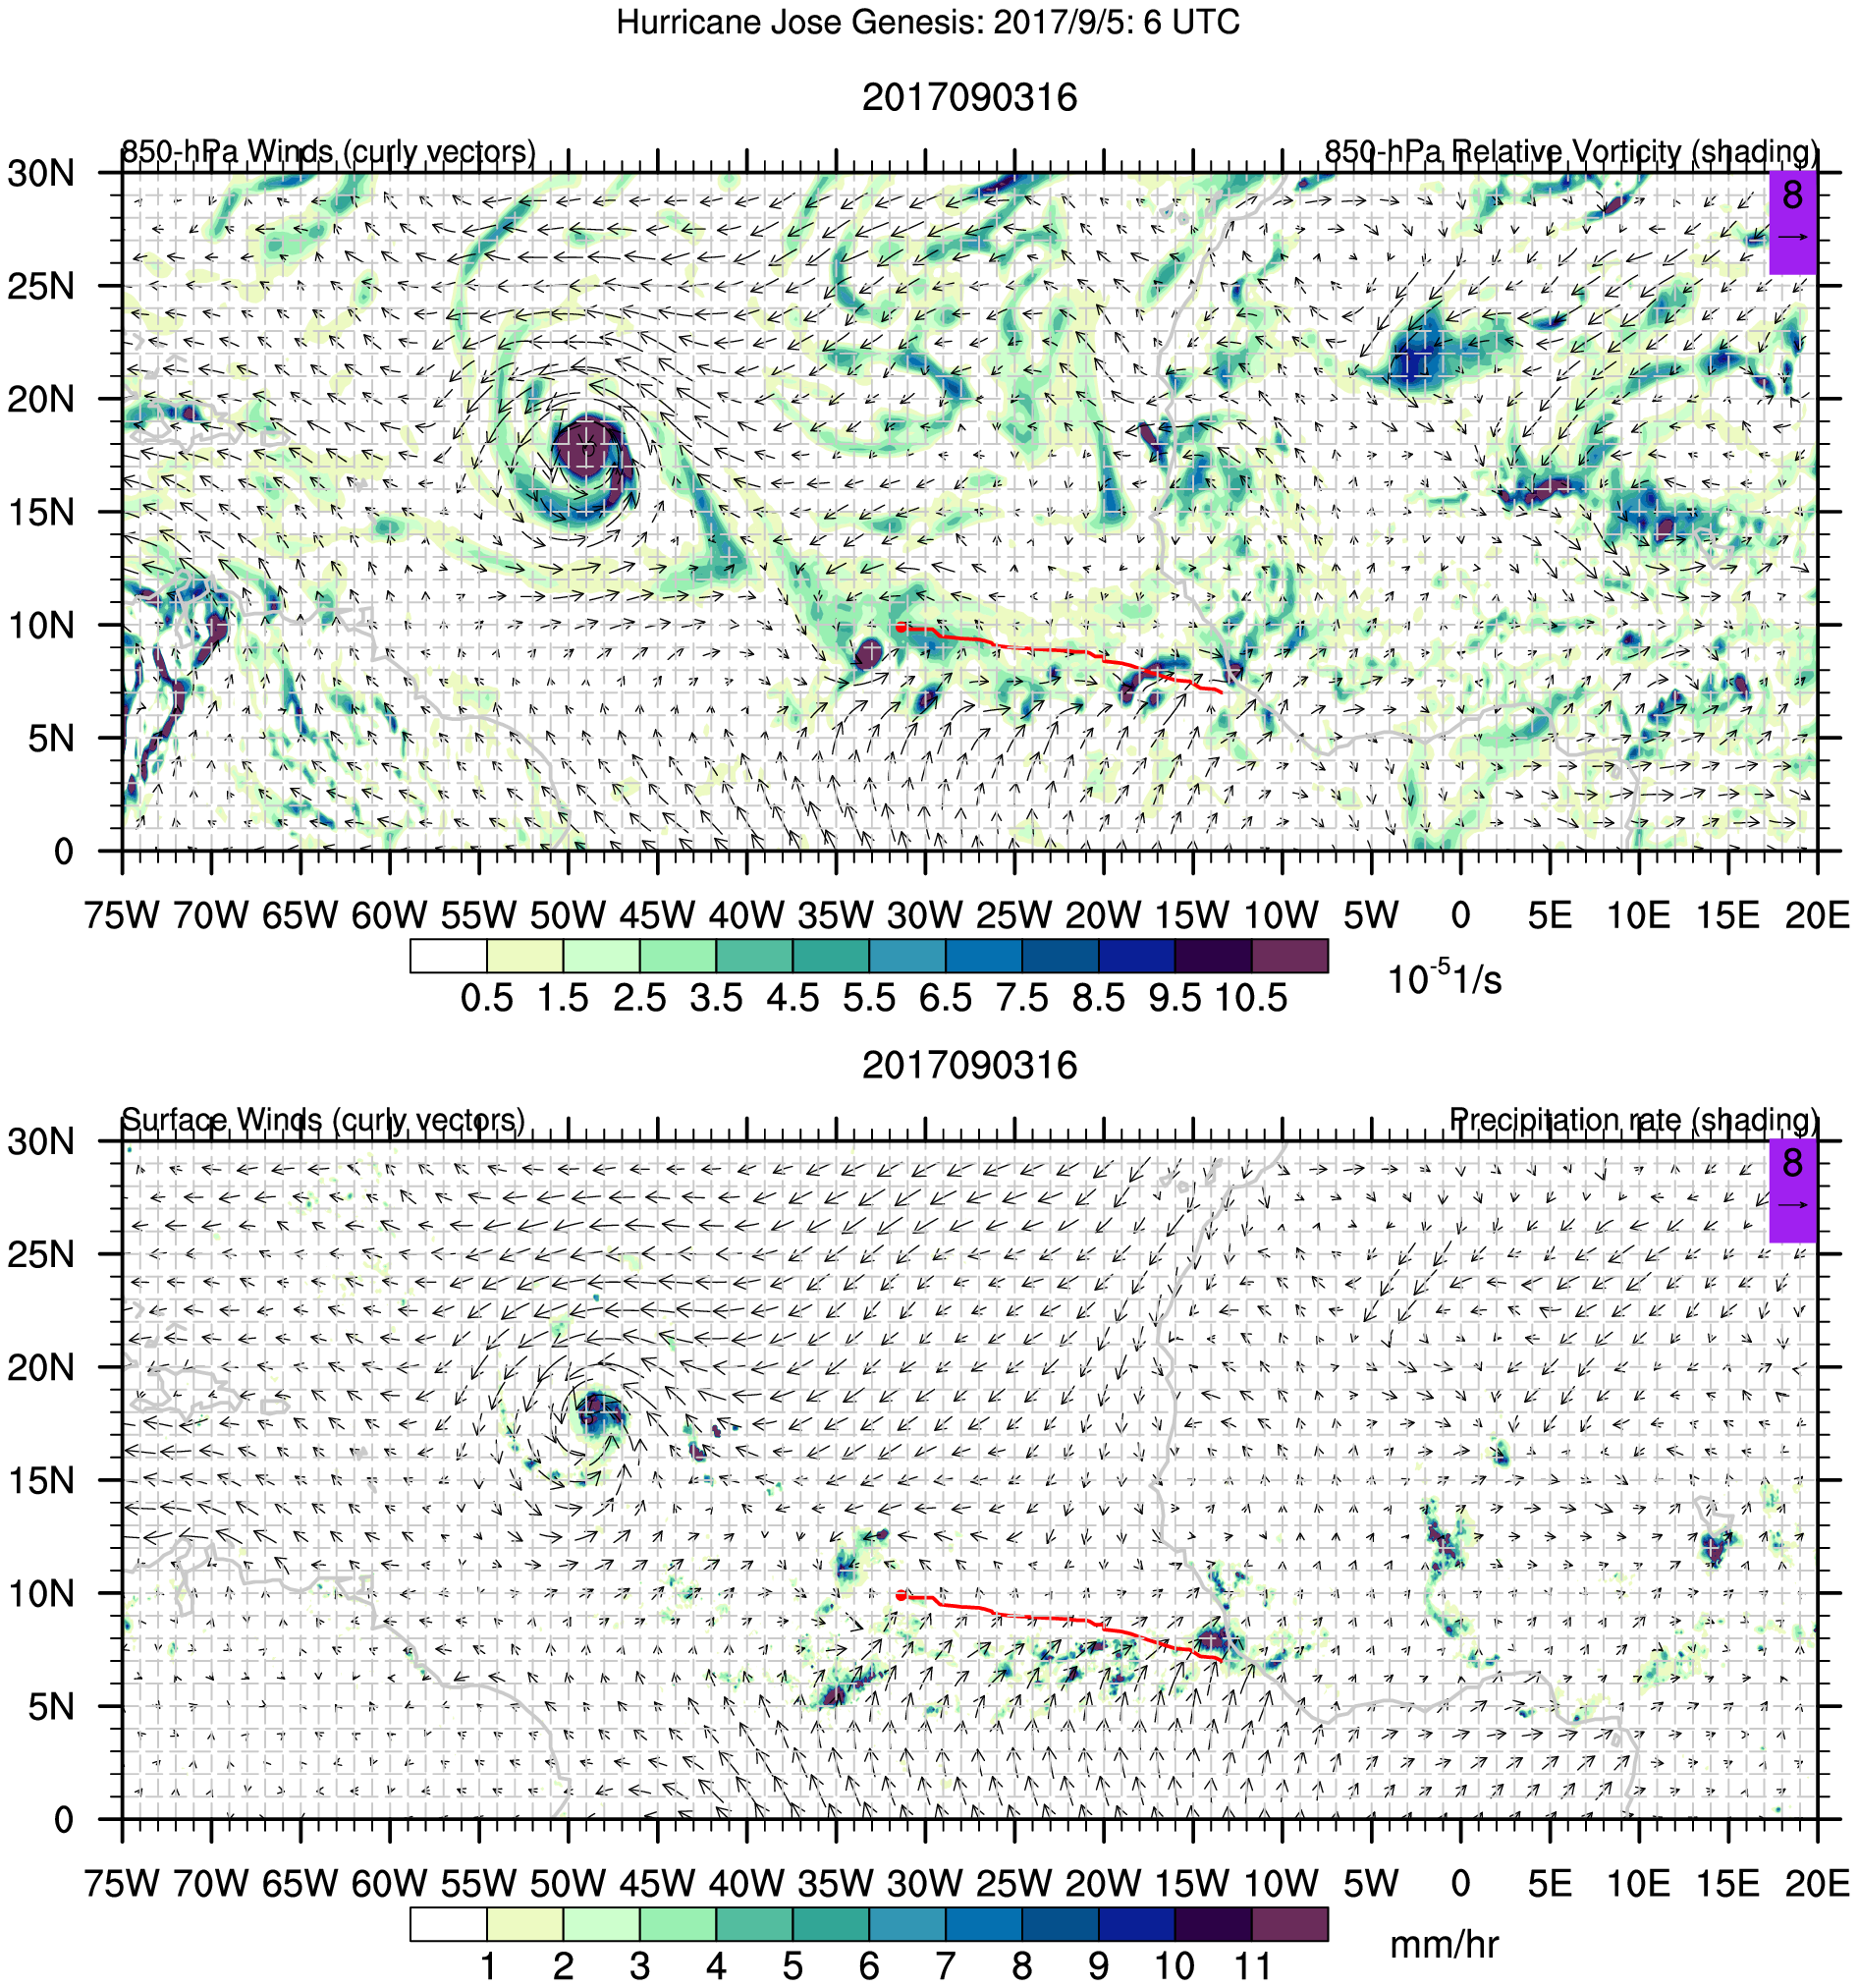 Hurricane Jose Genesis: 2017/9/5: 6 UTC
2017090316
850-hPa Winds (curly vectors) 850-hPa Relative Vorticity (shading)
8
30N
25N
20N
15N
10N
5N
0
75W 70W 65W 60W 55W 50W 45W 40W 35W 30W 25W 20W 15W 10W 5W 0 5E 10E 15E 20E
0.5 1.5 2.5 3.5 4.5 5.5 6.5 7.5 8.5 9.5 10.5
10⁻⁵1/s
2017090316
Surface Winds (curly vectors) Precipitation rate (shading)
8
30N
25N
20N
15N
10N
5N
0
75W 70W 65W 60W 55W 50W 45W 40W 35W 30W 25W 20W 15W 10W 5W 0 5E 10E 15E 20E
1 2 3 4 5 6 7 8 9 10 11
mm/hr